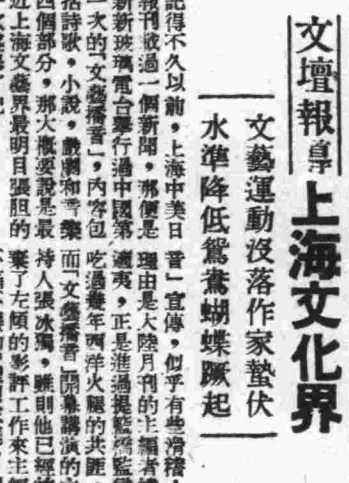 文壇報導
上海文化界
文藝運動沒落作家蟄伏
水準降低鴛鴦蝴蝶蹶起
記得不久以前,上海中美日
報刊載過一個新聞,那便是
新新玻璃電台舉行過中國第
一次的「文藝播音」,內容包
括詩歌,小說,戲劇和音樂
四個部分,那大概要說是最
近上海文藝界最明目張膽的
音」宣傳,似乎有些滑稽,
理由是大陸月刊的主編者
適夷,正是進過提籃橋監
吃過幾年西洋火腿的共匪,
而「文藝播音」開幕講演的
持人張冰獨,雖則他已經
棄了左傾的影評工作來主